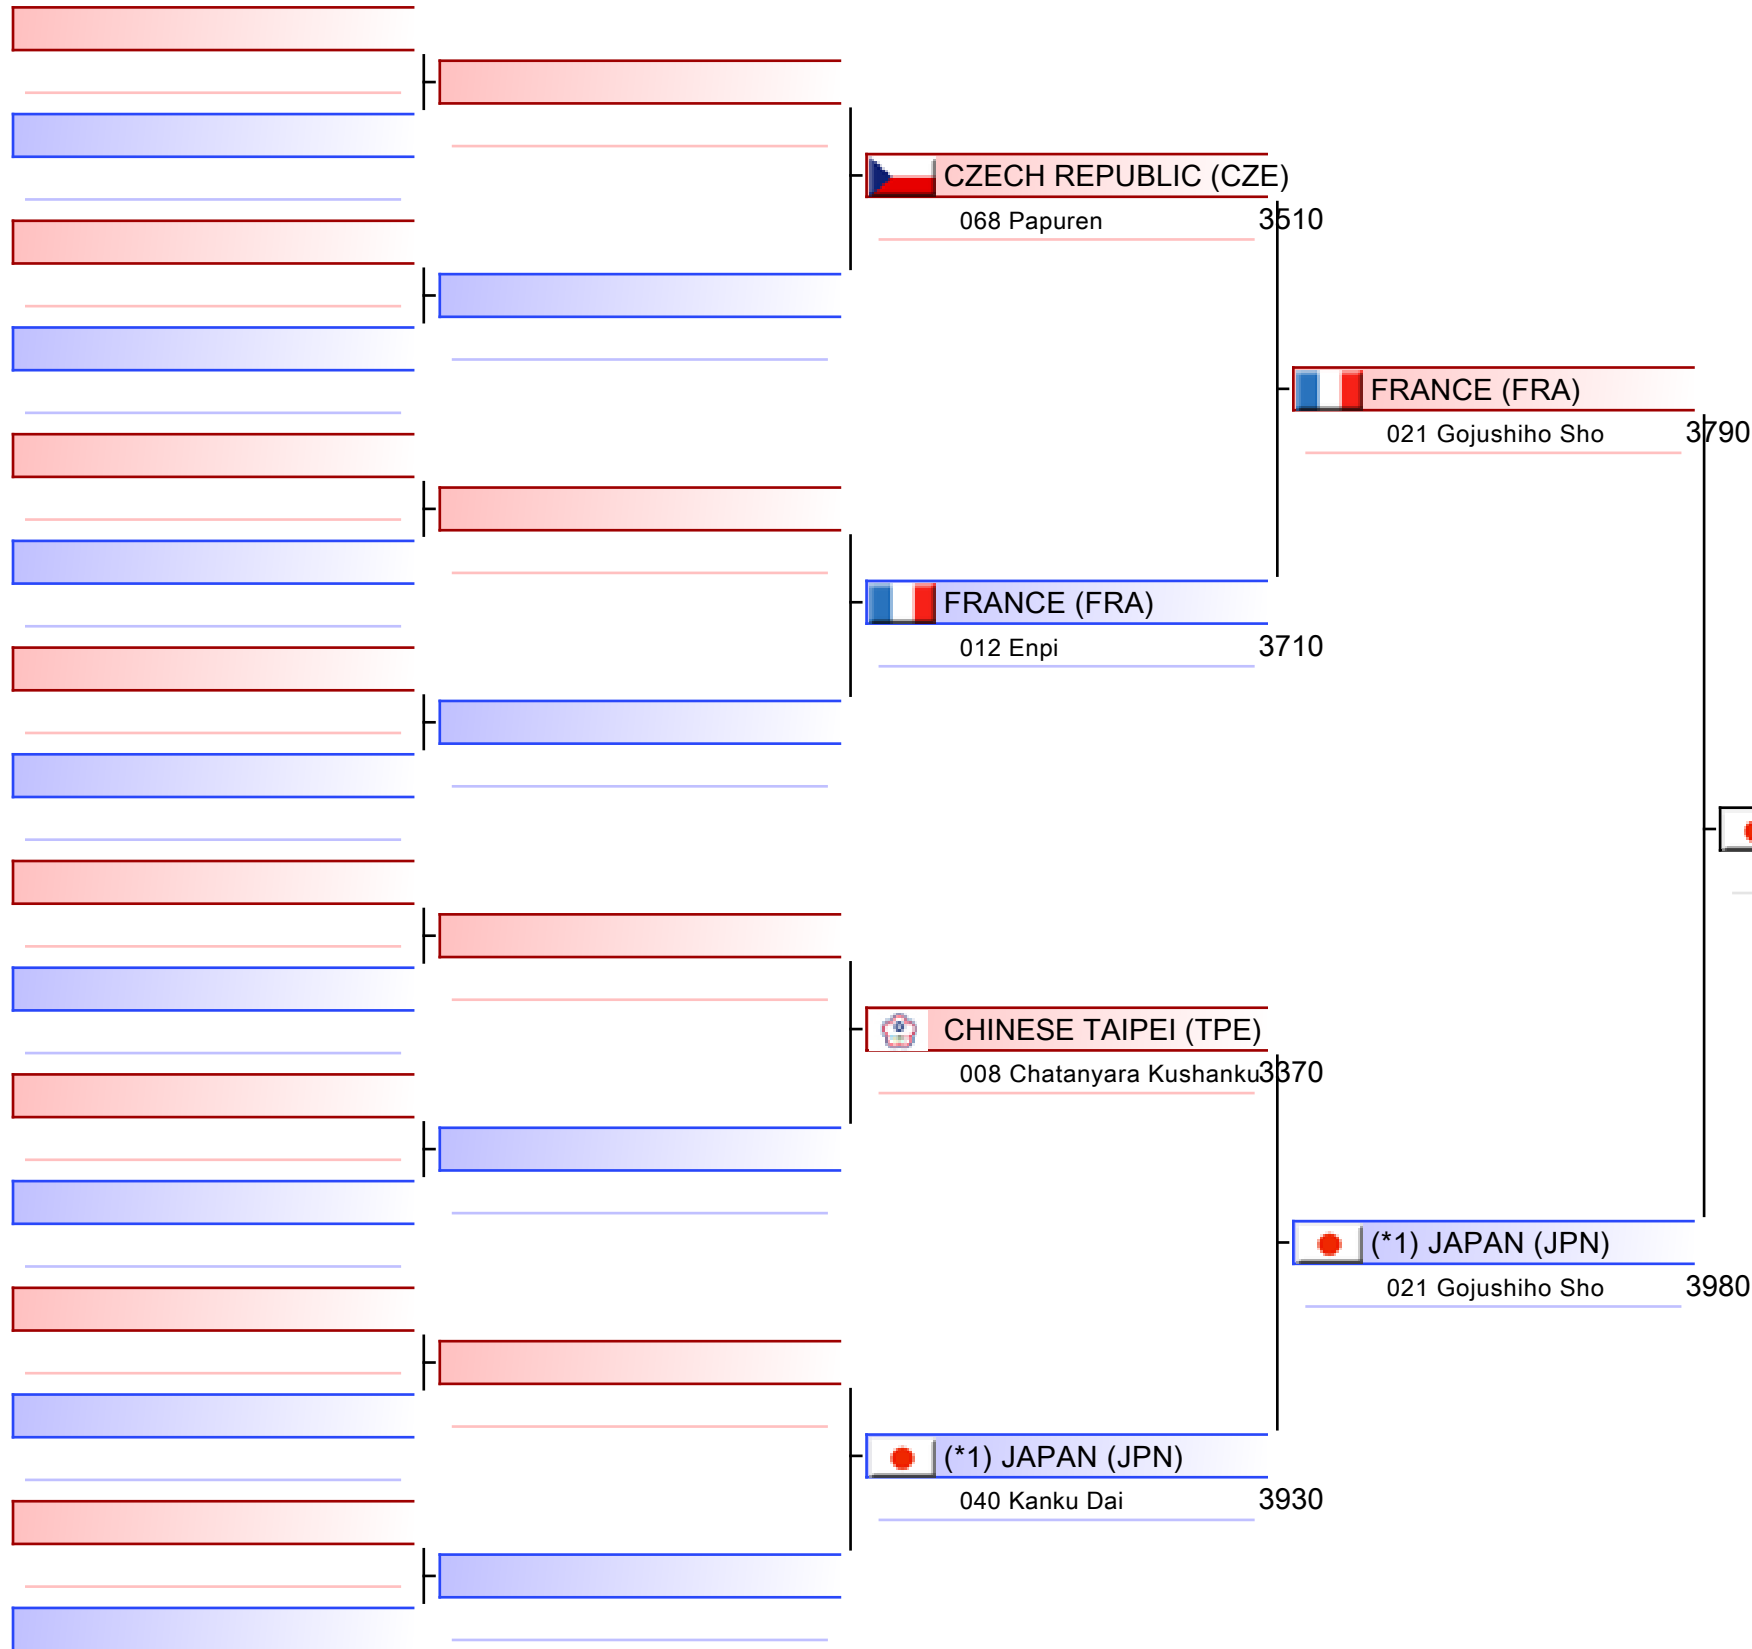 CZECH REPUBLIC (CZE)
068 Papuren 3510
FRANCE (FRA)
021 Gojushiho Sho 3790
FRANCE (FRA)
012 Enpi 3710
CHINESE TAIPEI (TPE)
008 Chatanyara Kushanku 3370
(*1) JAPAN (JPN)
021 Gojushiho Sho 3980
(*1) JAPAN (JPN)
040 Kanku Dai 3930